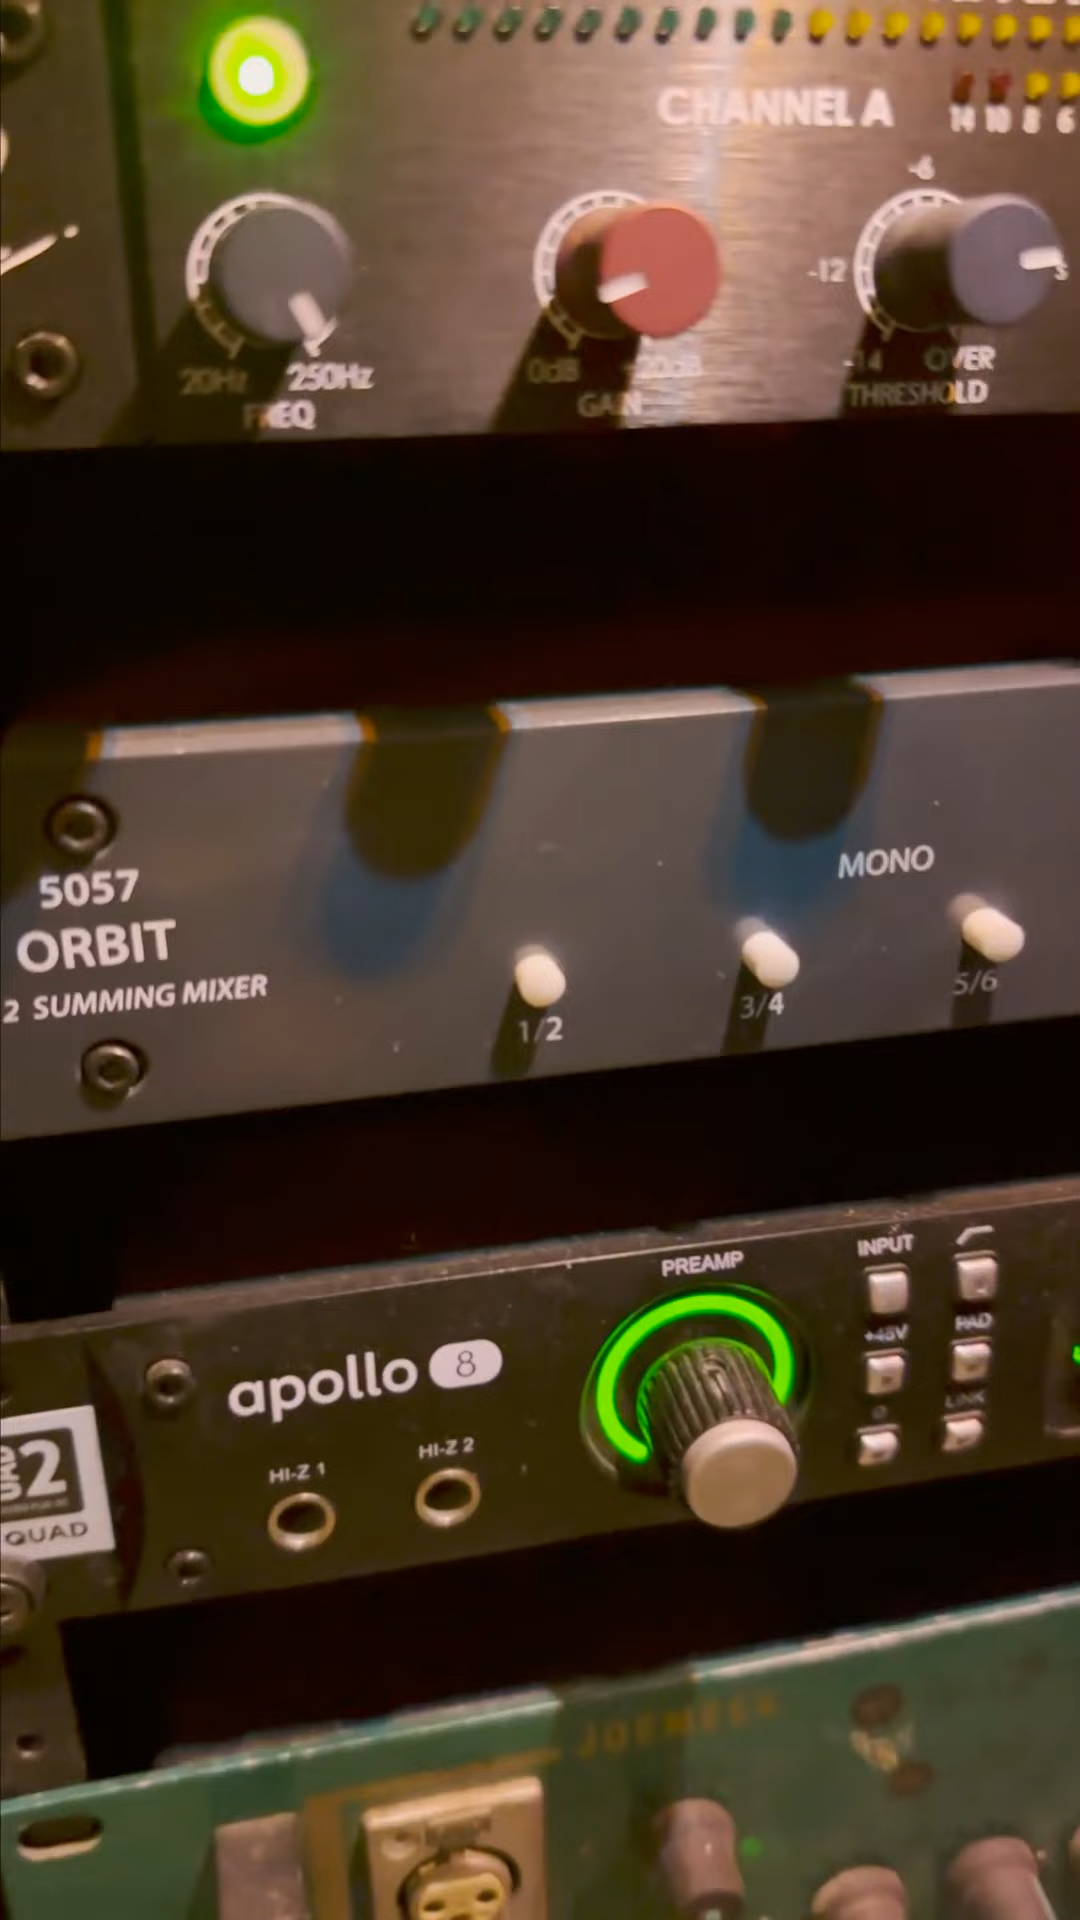 CHANNEL A
14 10 8 6
-6
-12
S
20Hz 250Hz
FREQ
0dB 20dB
GAIN
-14 OVER
THRESHOLD
5057
ORBIT
2 SUMMING MIXER
MONO
1/2
3/4
5/6
PREAMP
INPUT
+48V
PAD
LINK
apollo 8
HI-Z 1
HI-Z 2
2
QUAD
JOEMEEK